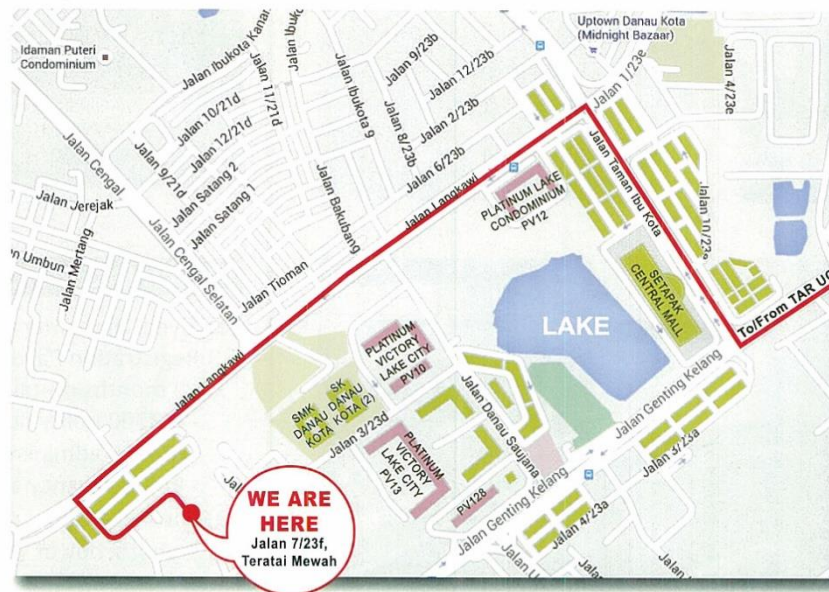 Uptown Danau Kota
(Midnight Bazaar)
Idaman Puteri
Condominium
Jalan Ibukota Kanan
Jalan 11/21d
Jalan Ibukota 9
Jalan 9/23b
Jalan 12/23b
Jalan 1/23e
Jalan 4/23e
Jalan 10/21d
Jalan 12/21d
Jalan 9/21d
Jalan 8/23b
Jalan 2/23b
Jalan 6/23b
Jalan Satang 2
Jalan Satang 1
Jalan Cengal
Jalan Jerejak
Jalan Mertang
Umbun
Jalan Bakubang
Jalan Langkawi
PLATINUM LAKE
CONDOMINIUM
PV12
Jalan Taman Ibu Kota
Jalan 10/23e
Jalan Cengal Selatan
Jalan Tioman
SETAPAK
CENTRAL MALL
To/From TAR UC
LAKE
PLATINUM
VICTORY
LAKE CITY
PV10
Jalan Langkawi
SMK
DANAU
KOTA
SK
DANAU
KOTA (2)
Jalan 3/23d
Jalan Danau Saujana
Jalan Genting Kelang
PLATINUM
VICTORY
LAKE CITY
PV13
PV128
Jalan 3/23a
Jalan Genting Kelang
Jalan 4/23a
WE ARE
HERE
Jalan 7/23f,
Teratai Mewah